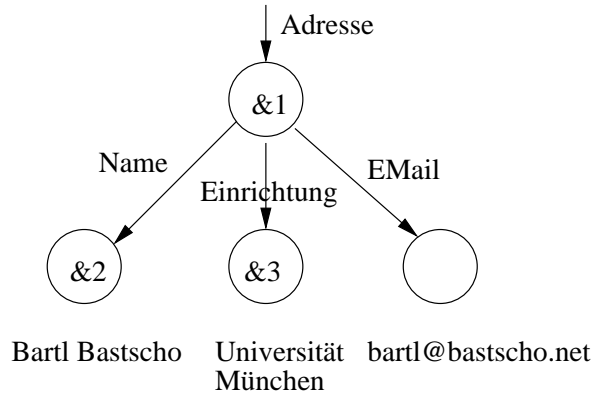 Adresse
&1
Name
EMail
Einrichtung
&2
&3
Bartl Bastscho
Universität
München
bartl@bastscho.net